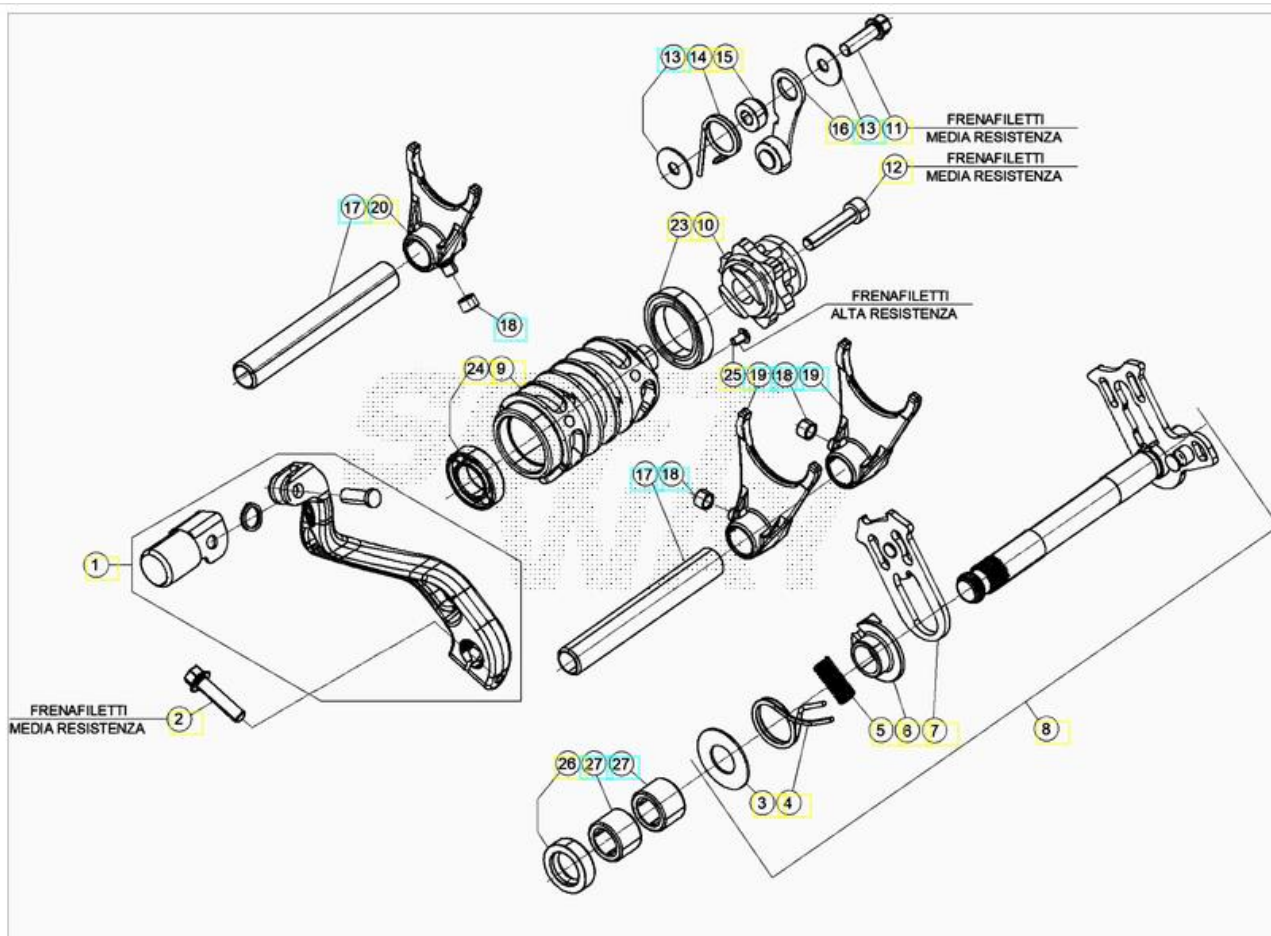 13 14 15
16 13 11
FRENAFILETTI
MEDIA RESISTENZA
12
FRENAFILETTI
MEDIA RESISTENZA
17 20
23 10
18
FRENAFILETTI
ALTA RESISTENZA
24 9
25 19 18 19
17 18
1
FRENAFILETTI
MEDIA RESISTENZA
2
5 6 7
8
26 27 27
3 4